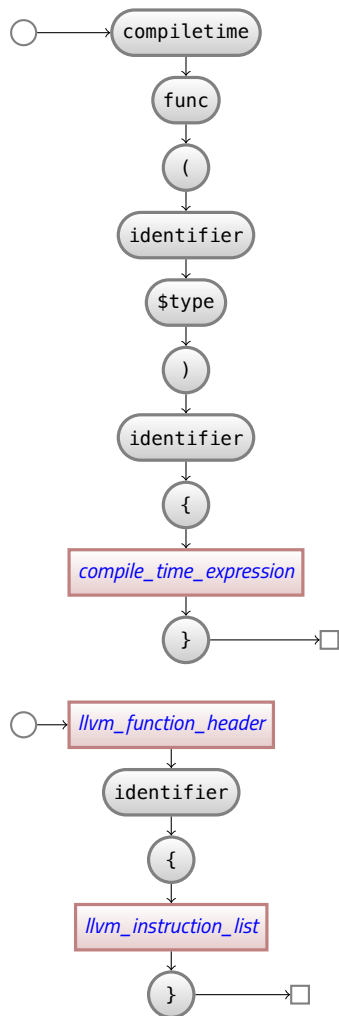 compiletime
func
(
identifier
$type
)
identifier
{
compile_time_expression
}
llvm_function_header
identifier
{
llvm_instruction_list
}